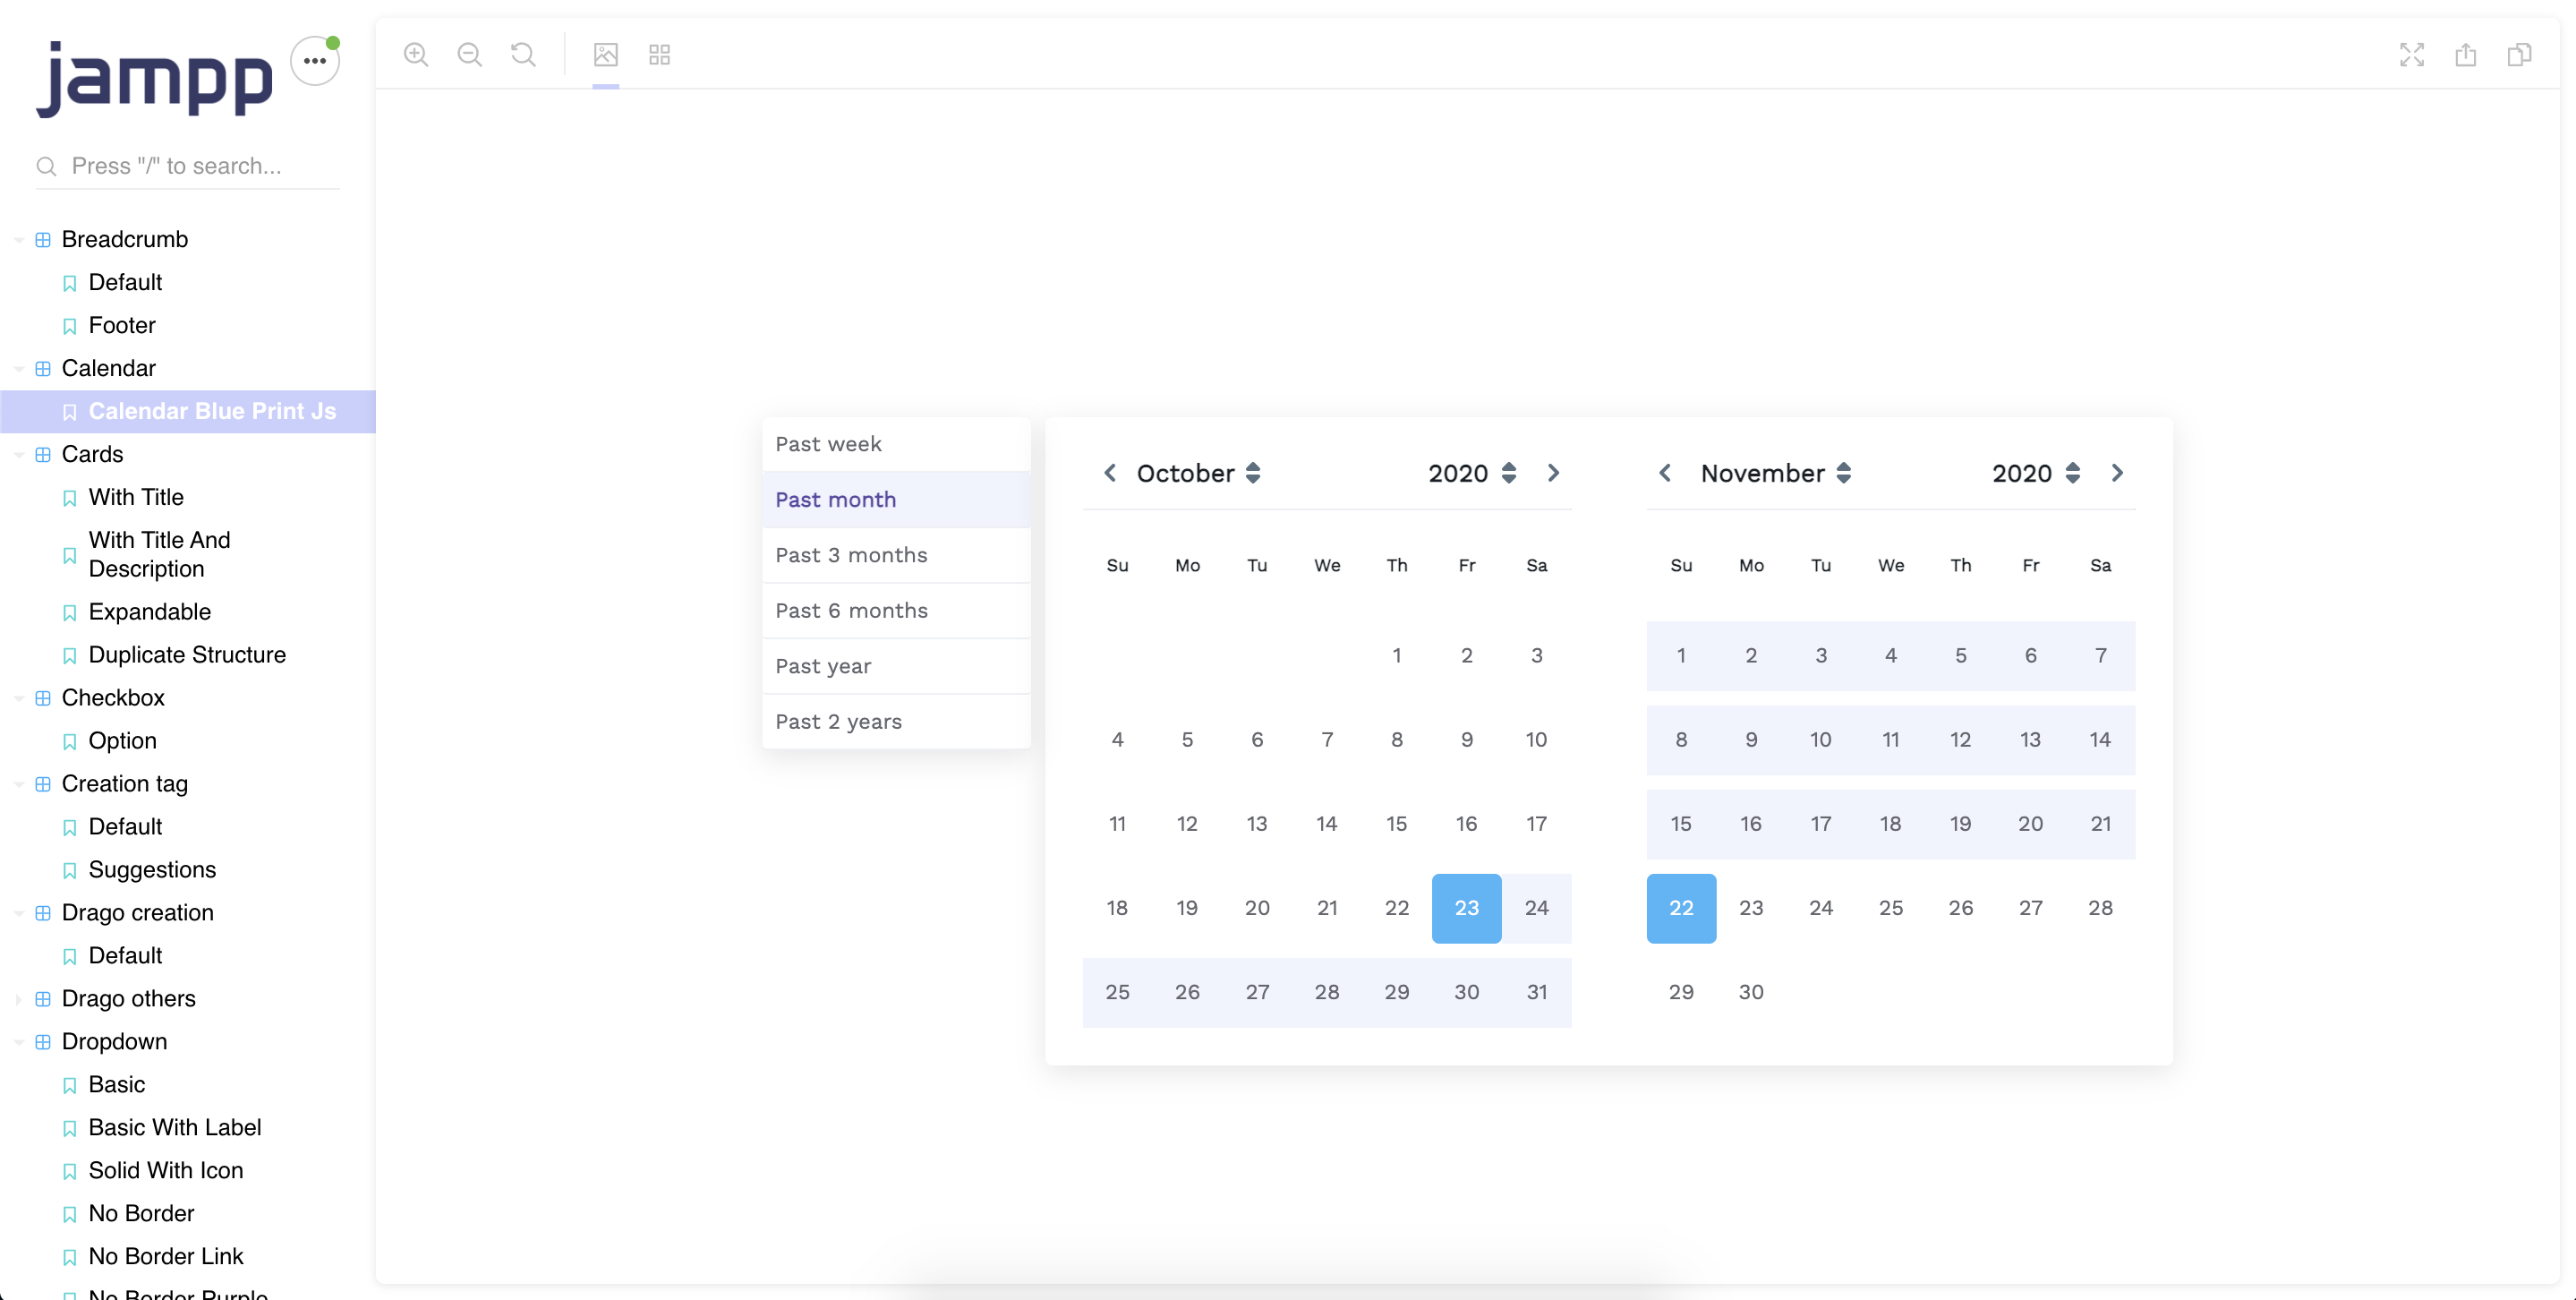 jampp
Press "/" to search...
Breadcrumb
Default
Footer
Calendar
Calendar Blue Print Js
Cards
With Title
With Title And
Description
Expandable
Duplicate Structure
Checkbox
Option
Creation tag
Default
Suggestions
Drago creation
Default
Drago others
Dropdown
Basic
Basic With Label
Solid With Icon
No Border
No Border Link
No Border Purple
Past week
Past month
Past 3 months
Past 6 months
Past year
Past 2 years
October 2020
Su Mo Tu We Th Fr Sa
1 2 3
4 5 6 7 8 9 10
11 12 13 14 15 16 17
18 19 20 21 22 23 24
25 26 27 28 29 30 31
November 2020
Su Mo Tu We Th Fr Sa
1 2 3 4 5 6 7
8 9 10 11 12 13 14
15 16 17 18 19 20 21
22 23 24 25 26 27 28
29 30